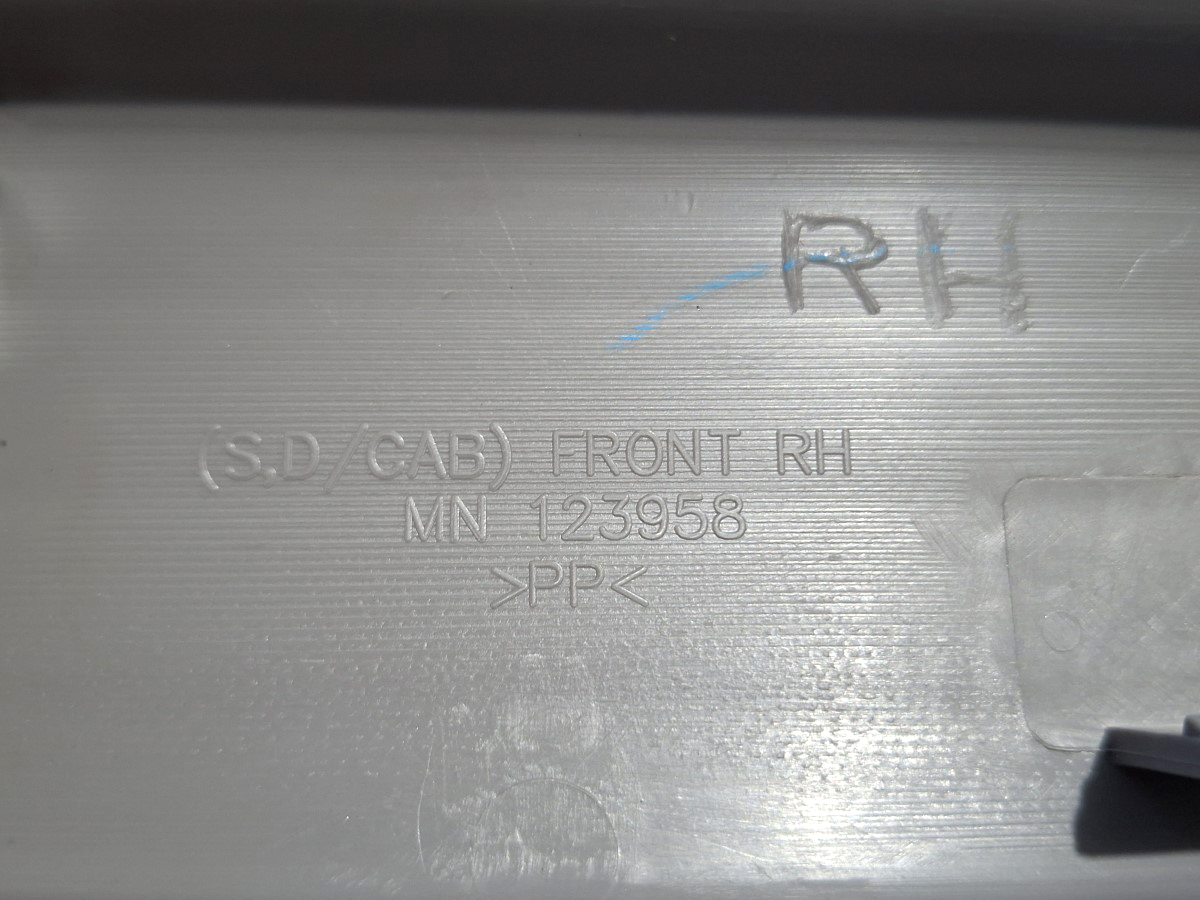 RH
(S.D/CAB) FRONT RH
MN 123958
>PP<